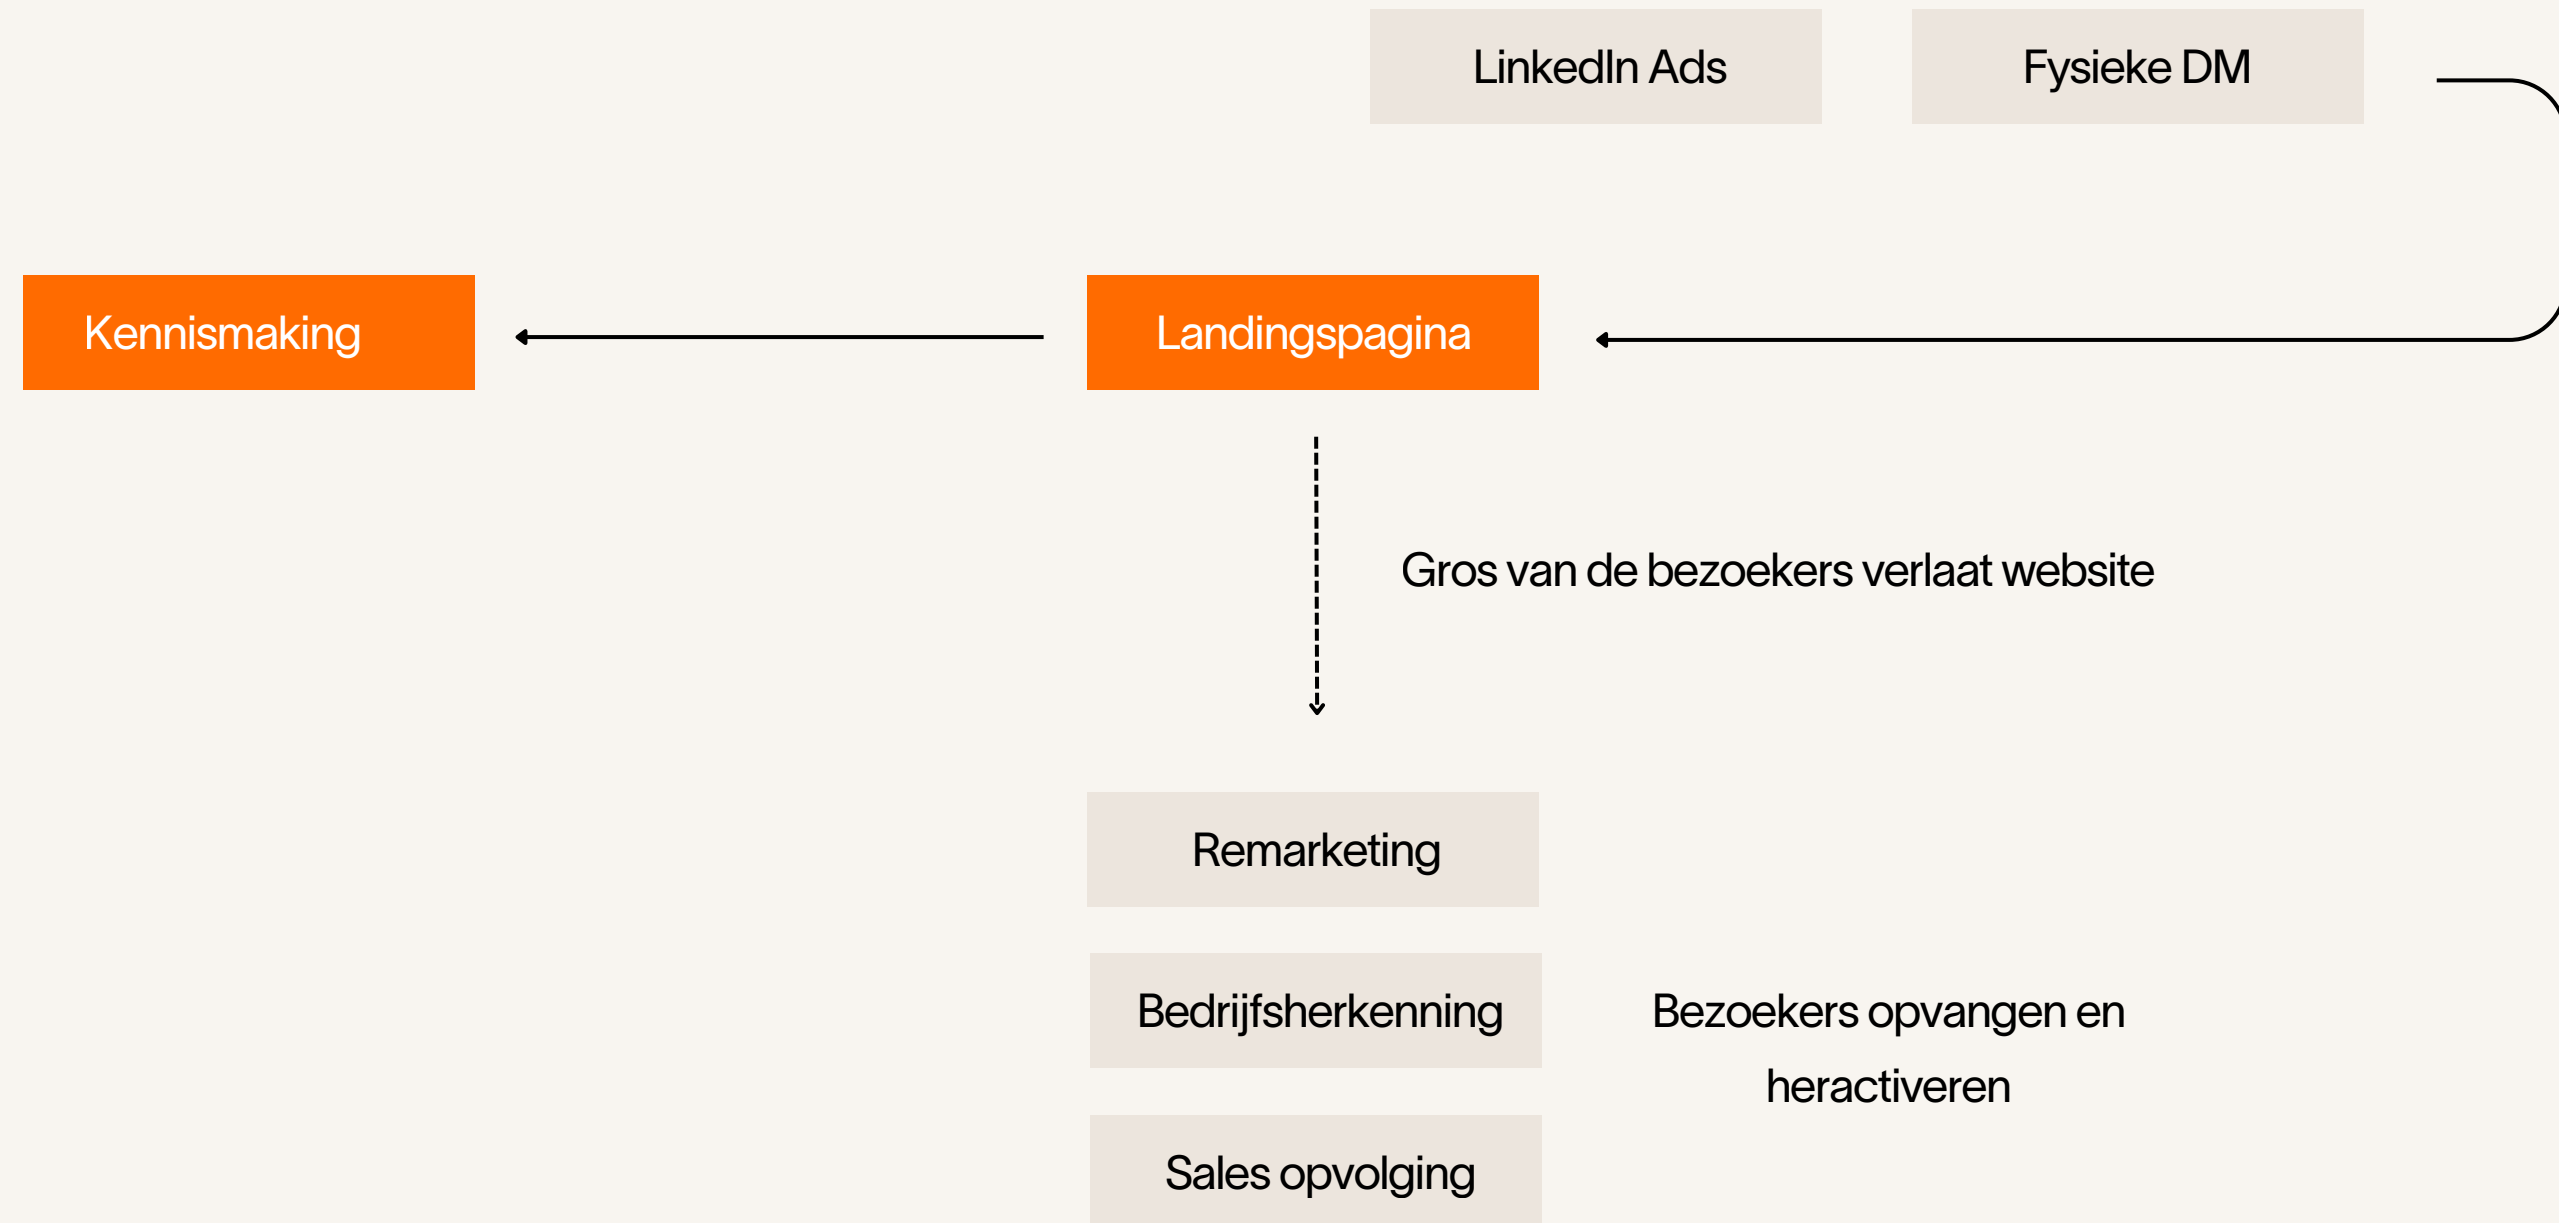 LinkedIn Ads
Fysieke DM
Kennismaking
Landingspagina
Gros van de bezoekers verlaat website
Remarketing
Bedrijfsherkenning
Bezoekers opvangen en
heractiveren
Sales opvolging